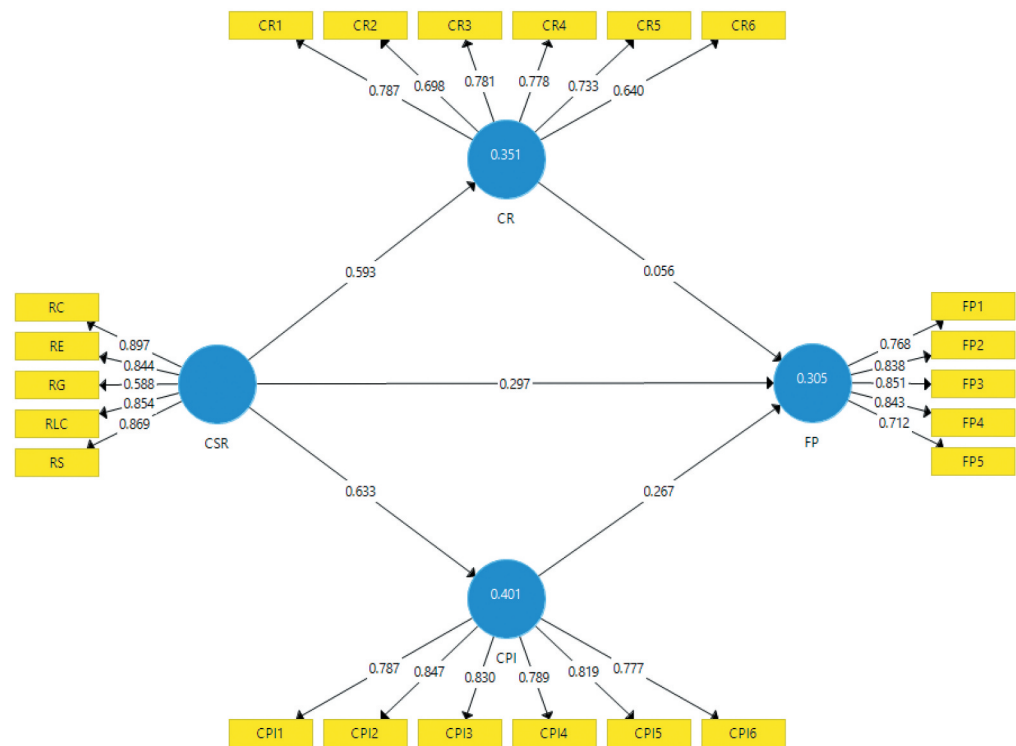 CR1 CR2 CR3 CR4 CR5 CR6
0.787 0.698 0.781 0.778 0.733 0.640
0.351
CR
0.593 0.056
RC
RE
RG
RLC
RS
0.897
0.844
0.588
0.854
0.869
CSR
0.297
0.305
FP
0.768
0.838
0.851
0.843
0.712
FP1
FP2
FP3
FP4
FP5
0.633 0.267
0.401
CPI
0.787 0.847 0.830 0.789 0.819 0.777
CPI1 CPI2 CPI3 CPI4 CPI5 CPI6